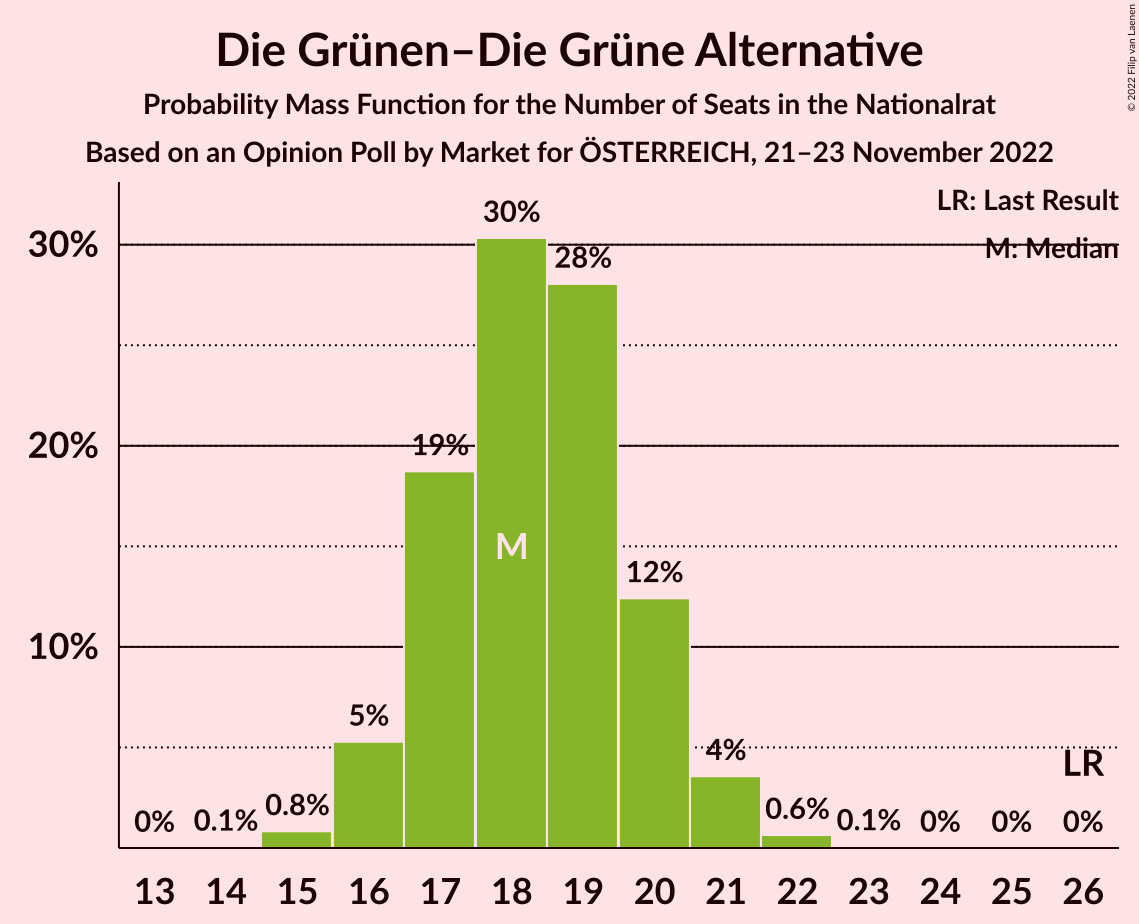 Die Grünen–Die Grüne Alternative
Probability Mass Function for the Number of Seats in the Nationalrat
Based on an Opinion Poll by Market for ÖSTERREICH, 21–23 November 2022
© 2022 Filip van Laenen
LR: Last Result
M: Median
30%
20%
10%
0%
0.1%
0.8%
5%
19%
30%
M
28%
12%
4%
0.6%
0.1%
0%
0%
LR
0%
13 14 15 16 17 18 19 20 21 22 23 24 25 26